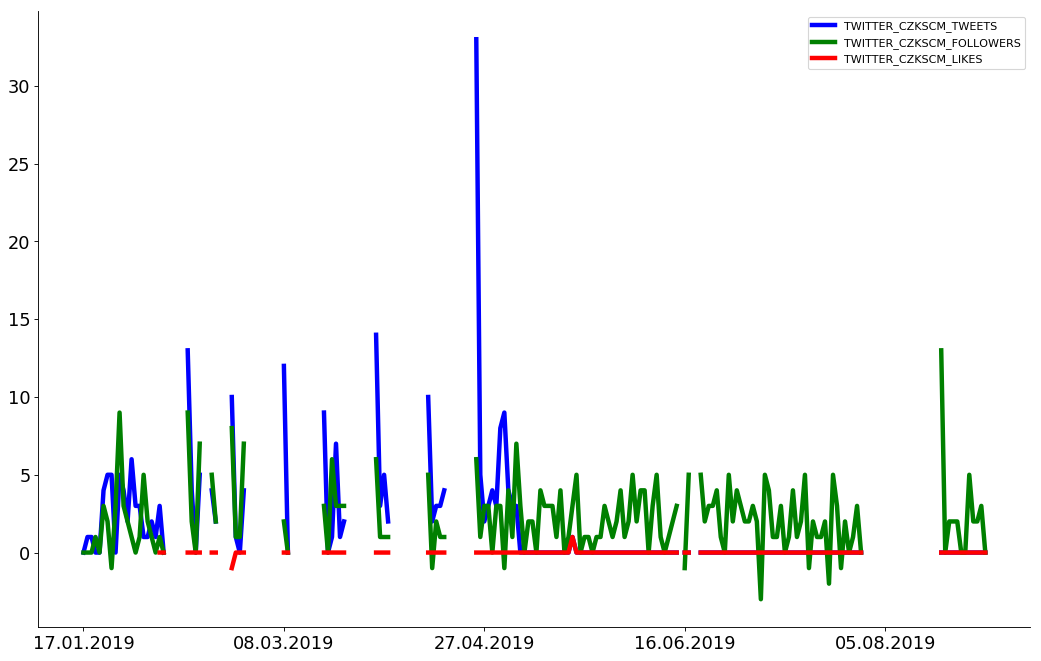 TWITTER_CZKSCM_TWEETS
TWITTER_CZKSCM_FOLLOWERS
TWITTER_CZKSCM_LIKES
30
25
20
15
10
5
0
17.01.2019 08.03.2019 27.04.2019 16.06.2019 05.08.2019